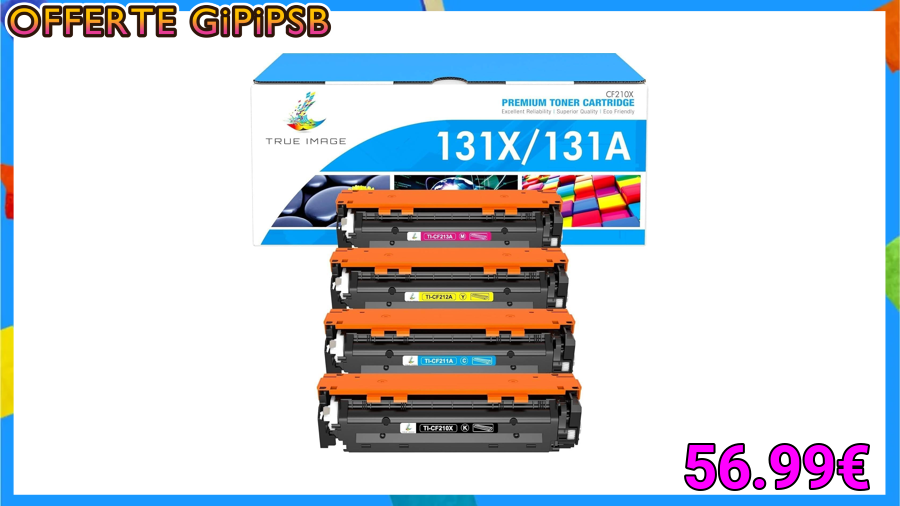 OFFERTE GiPiPSB
CF210X
PREMIUM TONER CARTRIDGE
Excellent Reliability | Superior Quality | Eco Friendly
TRUE IMAGE
131X/131A
TI-CF213A M
TI-CF212A Y
TI-CF211A C
TI-CF210X K
56.99€